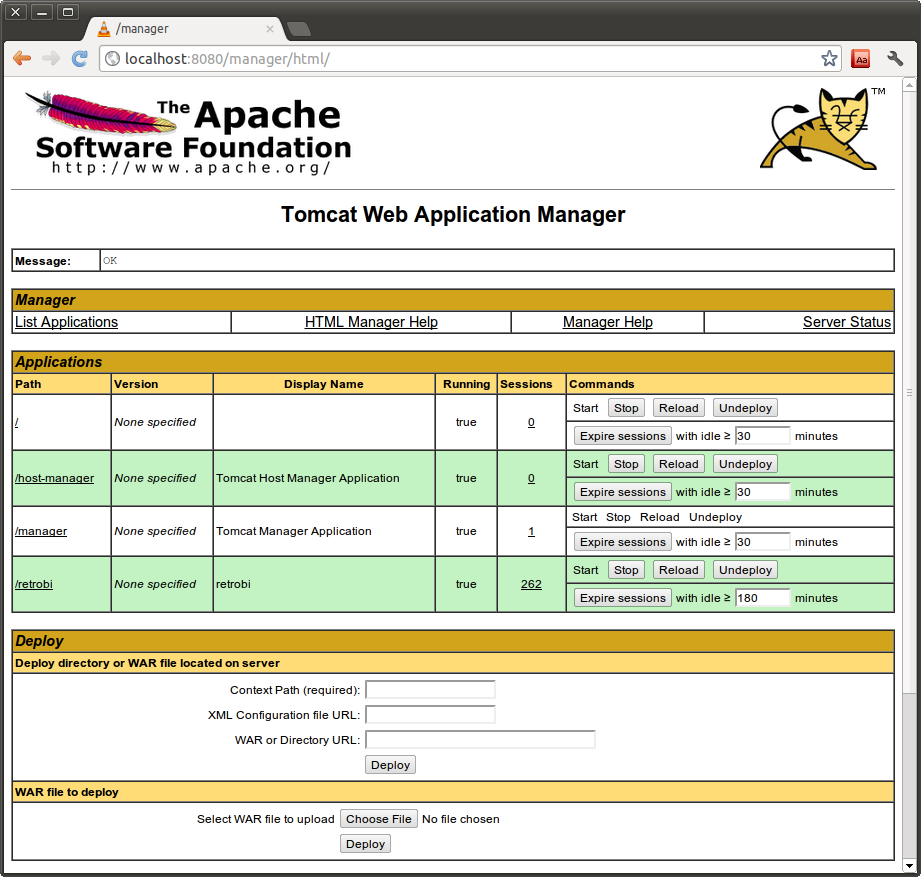 /manager
localhost:8080/manager/html/
Aa
The Apache
Software Foundation
http://www.apache.org/
TM
Tomcat Web Application Manager
Message: OK
Manager
List Applications HTML Manager Help Manager Help Server Status
Applications
Path Version Display Name Running Sessions Commands
/ None specified true 0 Start Stop Reload Undeploy
Expire sessions with idle ≥ 30 minutes
/host-manager None specified Tomcat Host Manager Application true 0 Start Stop Reload Undeploy
Expire sessions with idle ≥ 30 minutes
/manager None specified Tomcat Manager Application true 1 Start Stop Reload Undeploy
Expire sessions with idle ≥ 30 minutes
/retrobi None specified retrobi true 262 Start Stop Reload Undeploy
Expire sessions with idle ≥ 180 minutes
Deploy
Deploy directory or WAR file located on server
Context Path (required):
XML Configuration file URL:
WAR or Directory URL:
Deploy
WAR file to deploy
Select WAR file to upload Choose File No file chosen
Deploy